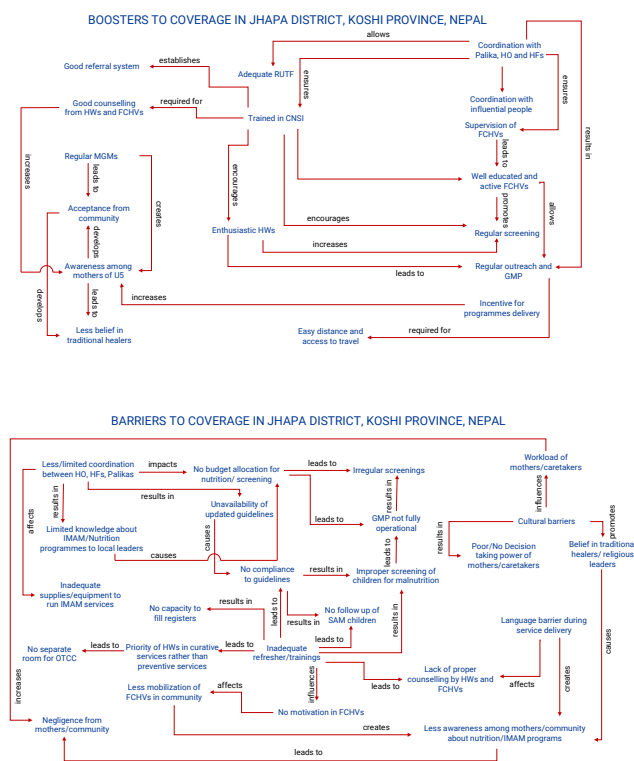 BOOSTERS TO COVERAGE IN JHAPA DISTRICT, KOSHI PROVINCE, NEPAL
allows
Coordination with
Palika, HO and HFs
establishes
Good referral system
Adequate RUTF
ensures
ensures
Coordination with
influential people
Good counselling
from HWs and FCHVs
required for
Trained in CNSI
Supervision of
FCHVs
results in
leads to
increases
Regular MGMs
leads to
creates
encourages
Well educated and
active FCHVs
promotes
allows
Acceptance from
community
encourages
Enthusiastic HWs
Regular screening
develops
increases
Awareness among
mothers of U5
leads to
Regular outreach and
GMP
develops
leads to
increases
Incentive for
programmes delivery
Less belief in
traditional healers
Easy distance and
access to travel
required for
BARRIERS TO COVERAGE IN JHAPA DISTRICT, KOSHI PROVINCE, NEPAL
Less/limited coordination
between HO, HFs, Palikas
impacts
No budget allocation for
nutrition/ screening
leads to
Irregular screenings
Workload of
mothers/caretakers
influences
results in
results in
results in
affects
Unavailability of
updated guidelines
Limited knowledge about
IMAM/Nutrition
programmes to local leaders
leads to
GMP not fully
operational
Cultural barriers
promotes
results in
causes
causes
leads to
Poor/No Decision
taking power of
mothers/caretakers
Belief in traditiona
healers/ religious
leaders
No compliance
to guidelines
results in
Improper screening of
children for malnutrition
Inadequate
supplies/equipment to
run IMAM services
results in
No capacity to
fill registers
leads to
results in
No follow up of
SAM children
results in
Language barrier during
service delivery
causes
No separate
room for OTCC
leads to
Priority of HWs in curative
services rather than
preventive services
leads to
Inadequate
refresher/trainings
leads to
Lack of proper
counselling by HWs and
FCHVs
leads to
affects
creates
influences
increases
Less mobilization of
FCHVs in community
affects
No motivation in FCHVs
Negligence from
mothers/community
creates
Less awareness among mothers/community
about nutrition/IMAM programs
leads to